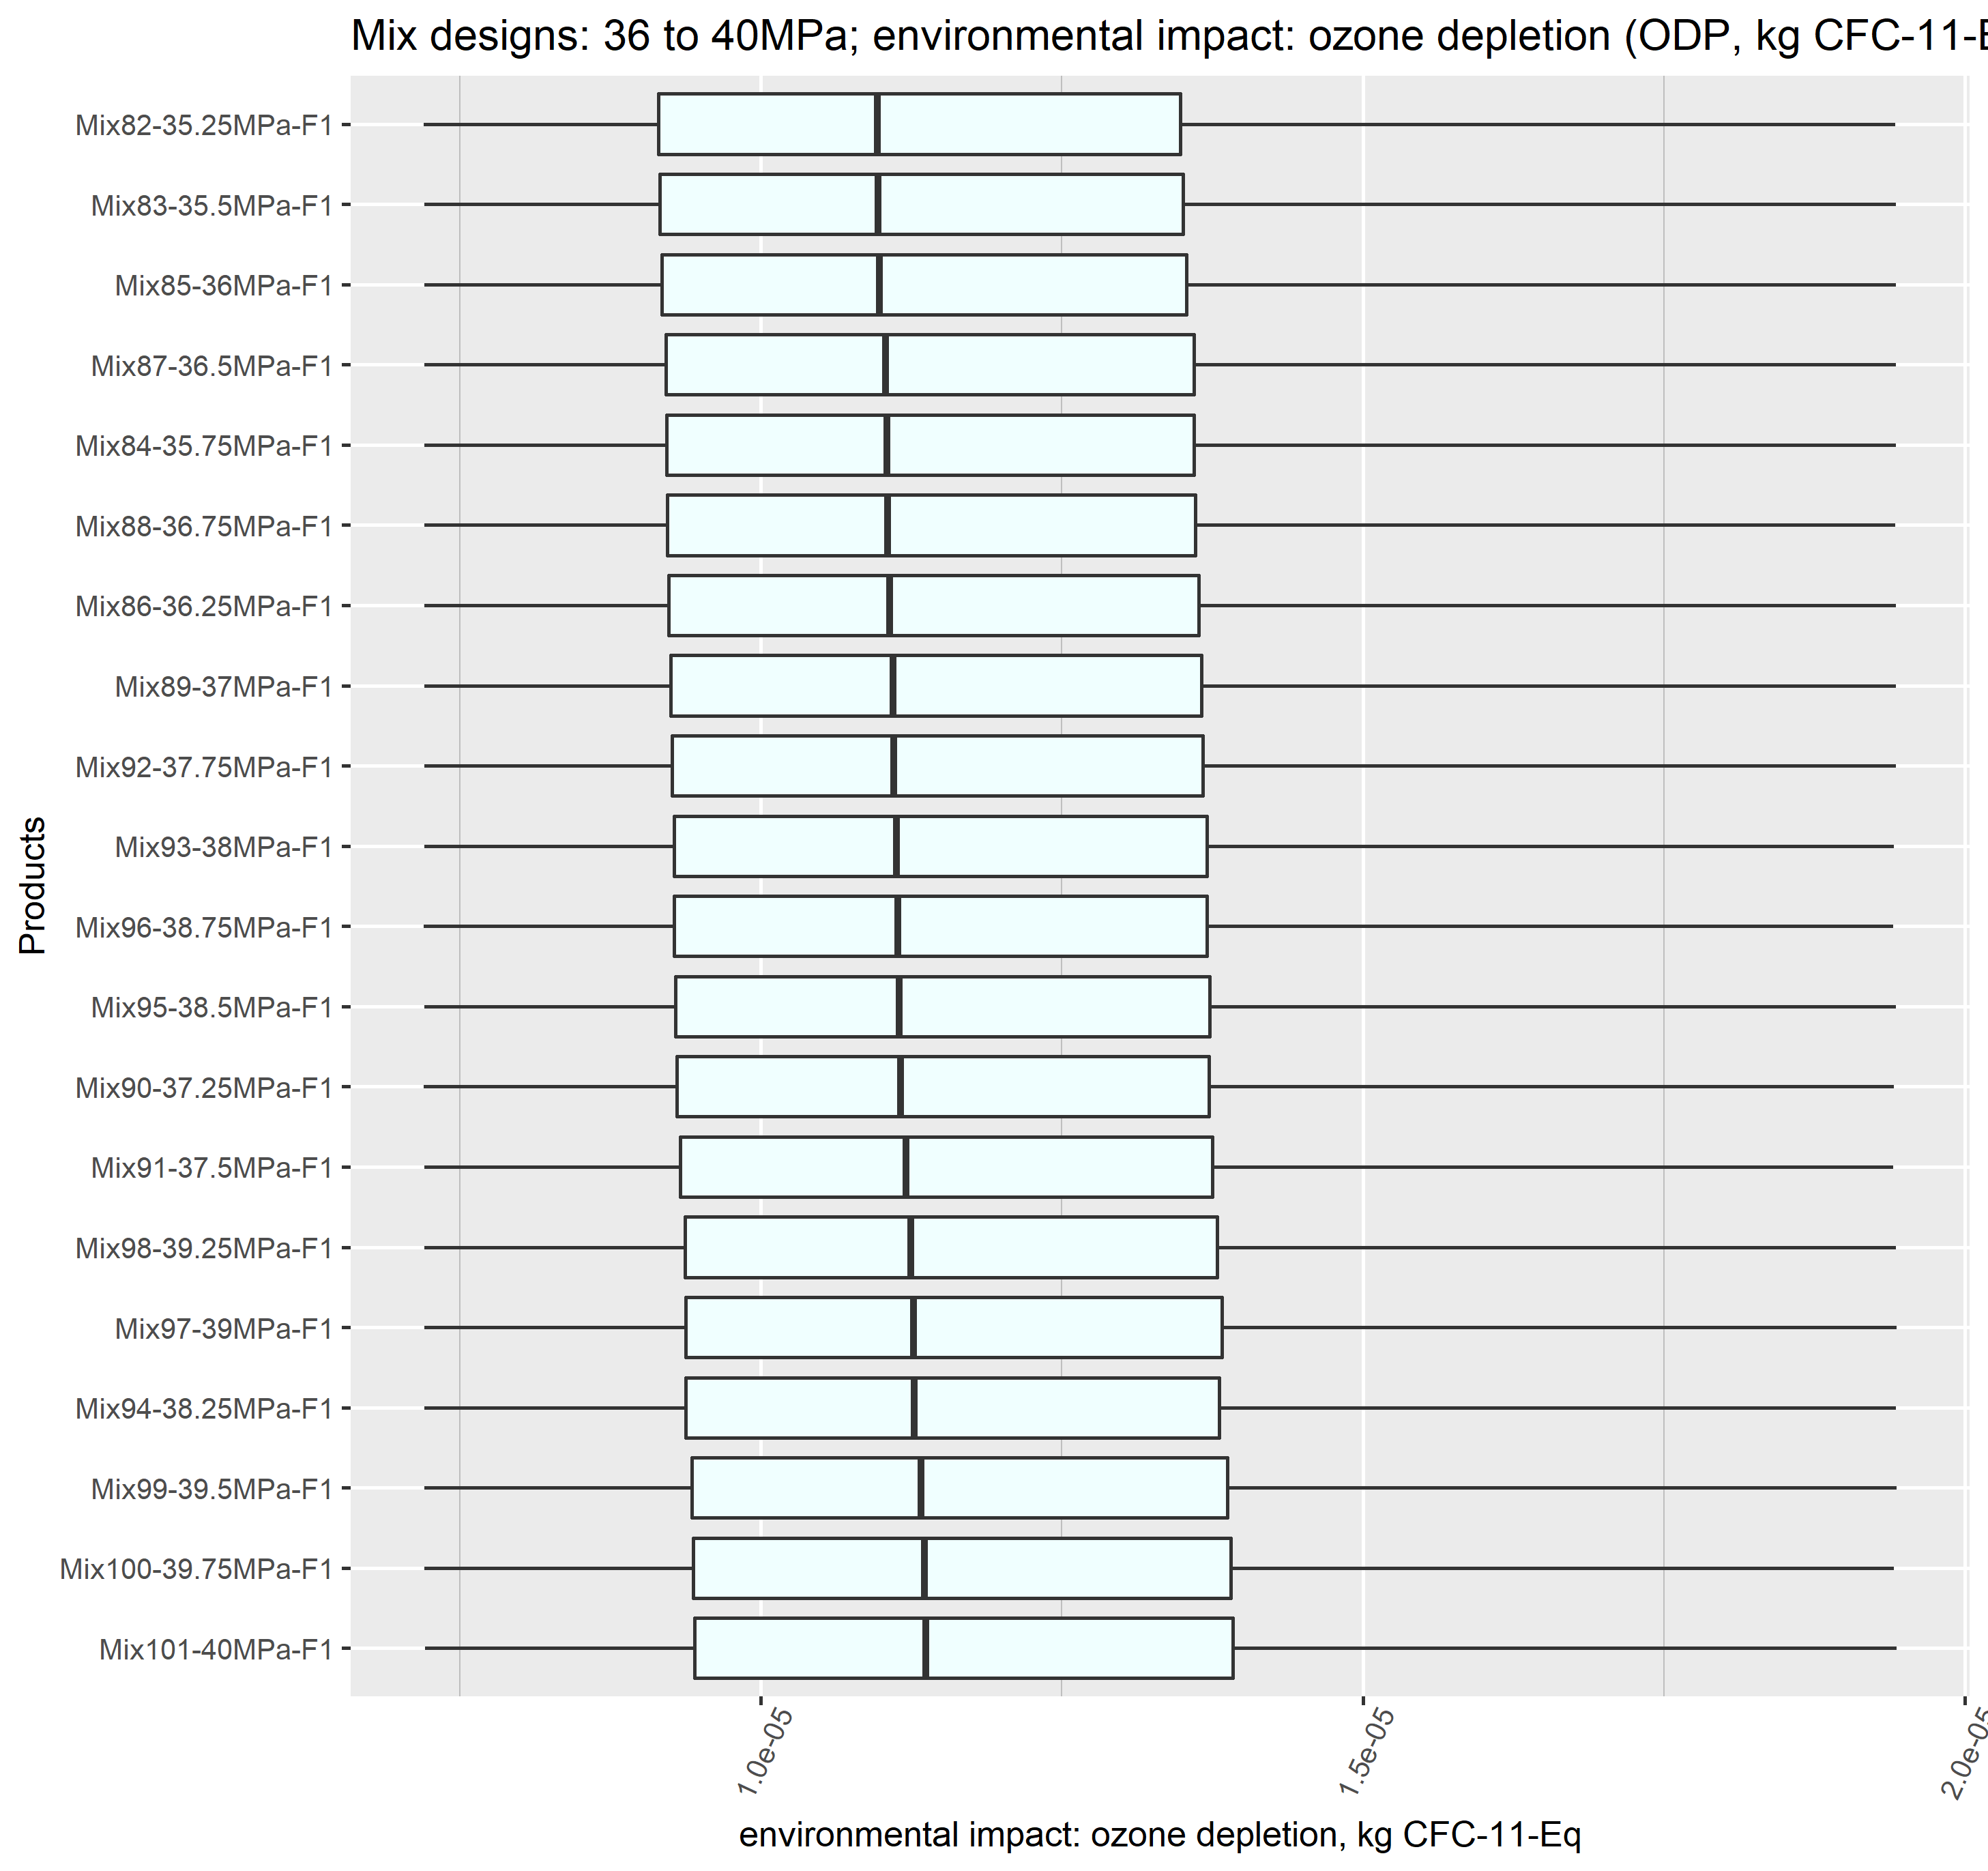 Mix designs: 36 to 40MPa; environmental impact: ozone depletion (ODP, kg CFC-11-E
Mix82-35.25MPa-F1
Mix83-35.5MPa-F1
Mix85-36MPa-F1
Mix87-36.5MPa-F1
Mix84-35.75MPa-F1
Mix88-36.75MPa-F1
Mix86-36.25MPa-F1
Mix89-37MPa-F1
Mix92-37.75MPa-F1
Mix93-38MPa-F1
Mix96-38.75MPa-F1
Mix95-38.5MPa-F1
Mix90-37.25MPa-F1
Mix91-37.5MPa-F1
Mix98-39.25MPa-F1
Mix97-39MPa-F1
Mix94-38.25MPa-F1
Mix99-39.5MPa-F1
Mix100-39.75MPa-F1
Mix101-40MPa-F1
Products
1.0e-05
1.5e-05
2.0e-05
environmental impact: ozone depletion, kg CFC-11-Eq